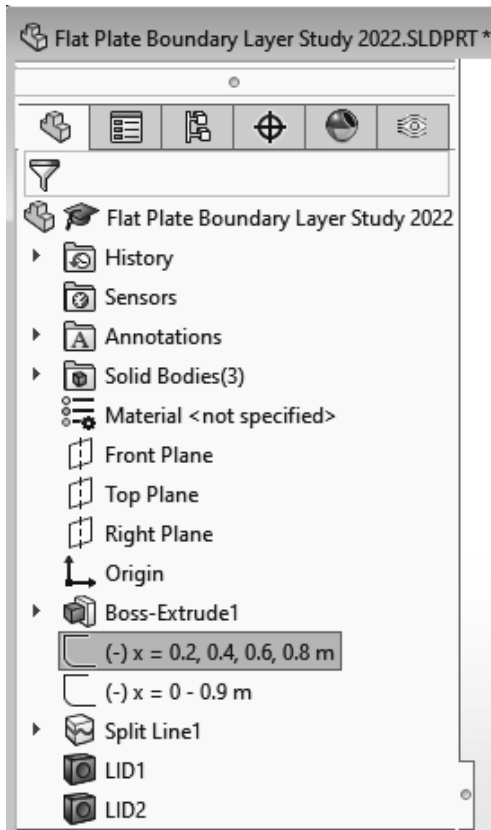 Flat Plate Boundary Layer Study 2022.SLDPRT *
Flat Plate Boundary Layer Study 2022
History
Sensors
A Annotations
Solid Bodies(3)
Material <not specified>
Front Plane
Top Plane
Right Plane
Origin
Boss-Extrude1
(-) x = 0.2, 0.4, 0.6, 0.8 m
(-) x = 0 - 0.9 m
Split Line1
LID1
LID2